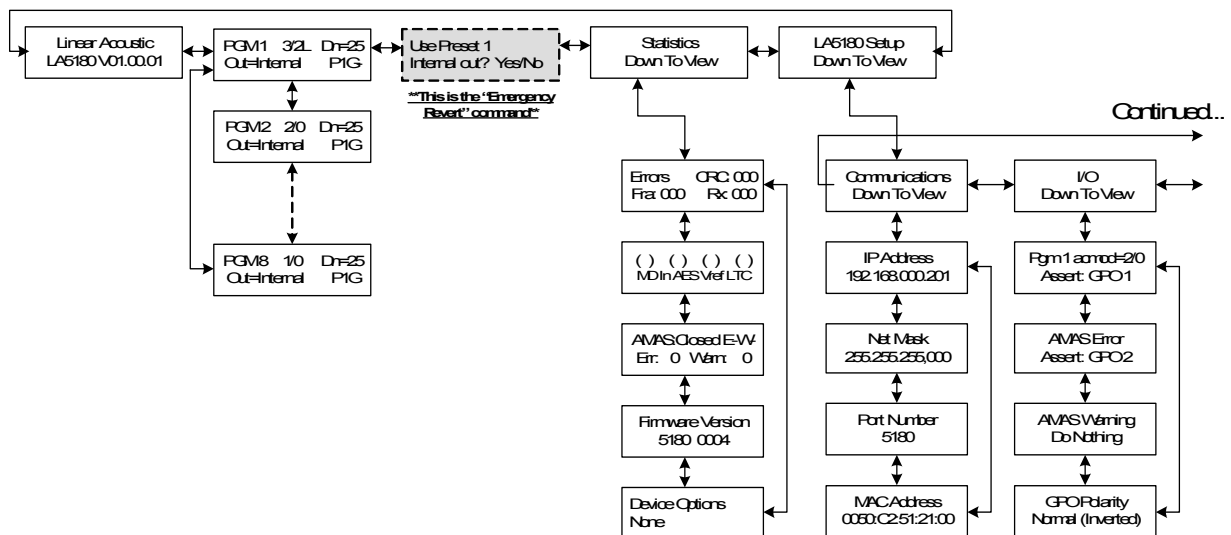 Linear Acoustic
LA5180 V01.00.01
PGM1 3/2L Dn=25
Out=Internal P1G-
Use Preset 1
Internal out? Yes/No
**This is the "Emergency
Revert" command**
Statistics
Down To View
LA5180 Setup
Down To View
Continued...
PGM2 2/0 Dn=25
Out=Internal P1G
PGM8 1/0 Dn=25
Out=Internal P1G
Errors CRC: 000
Fra: 000 Rx: 000
( ) ( ) ( ) ( )
MD In AES Vref LTC
AMAS:Closed E-W-
Err: 0 Warn: 0
Firmware Version
5180 0004
Device Options
None
Communications
Down To View
IP Address
192.168.000.201
Net Mask
255.255.255,000
Port Number
5180
MAC Address
0050:C2:51:21:00
I/O
Down To View
Pgm 1 acmod=2/0
Assert: GPO 1
AMAS Error
Assert: GPO 2
AMAS Warning
Do Nothing
GPO Polarity
Normal (Inverted)